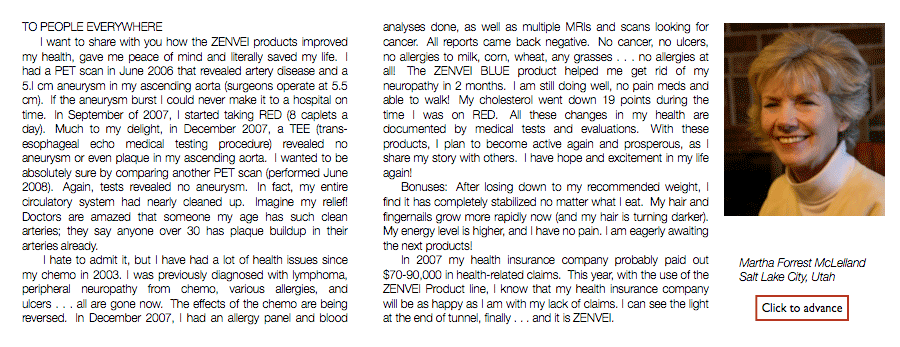 TO PEOPLE EVERYWHERE
I want to share with you how the ZENVEI products improved
my health, gave me peace of mind and literally saved my life. I
had a PET scan in June 2006 that revealed artery disease and a
5.l cm aneurysm in my ascending aorta (surgeons operate at 5.5
cm). If the aneurysm burst I could never make it to a hospital on
time. In September of 2007, I started taking RED (8 caplets a
day). Much to my delight, in December 2007, a TEE (trans-
esophageal echo medical testing procedure) revealed no
aneurysm or even plaque in my ascending aorta. I wanted to be
absolutely sure by comparing another PET scan (performed June
2008). Again, tests revealed no aneurysm. In fact, my entire
circulatory system had nearly cleaned up. Imagine my relief!
Doctors are amazed that someone my age has such clean
arteries; they say anyone over 30 has plaque buildup in their
arteries already.
I hate to admit it, but I have had a lot of health issues since
my chemo in 2003. I was previously diagnosed with lymphoma,
peripheral neuropathy from chemo, various allergies, and
ulcers . . . all are gone now. The effects of the chemo are being
reversed. In December 2007, I had an allergy panel and blood
analyses done, as well as multiple MRIs and scans looking for
cancer. All reports came back negative. No cancer, no ulcers,
no allergies to milk, corn, wheat, any grasses . . . no allergies at
all! The ZENVEI BLUE product helped me get rid of my
neuropathy in 2 months. I am still doing well, no pain meds and
able to walk! My cholesterol went down 19 points during the
time I was on RED. All these changes in my health are
documented by medical tests and evaluations. With these
products, I plan to become active again and prosperous, as I
share my story with others. I have hope and excitement in my life
again!
Bonuses: After losing down to my recommended weight, I
find it has completely stabilized no matter what I eat. My hair and
fingernails grow more rapidly now (and my hair is turning darker).
My energy level is higher, and I have no pain. I am eagerly awaiting
the next products!
In 2007 my health insurance company probably paid out
$70-90,000 in health-related claims. This year, with the use of the
ZENVEI Product line, I know that my health insurance company
will be as happy as I am with my lack of claims. I can see the light
at the end of tunnel, finally . . . and it is ZENVEI.
Martha Forrest McLelland
Salt Lake City, Utah
Click to advance